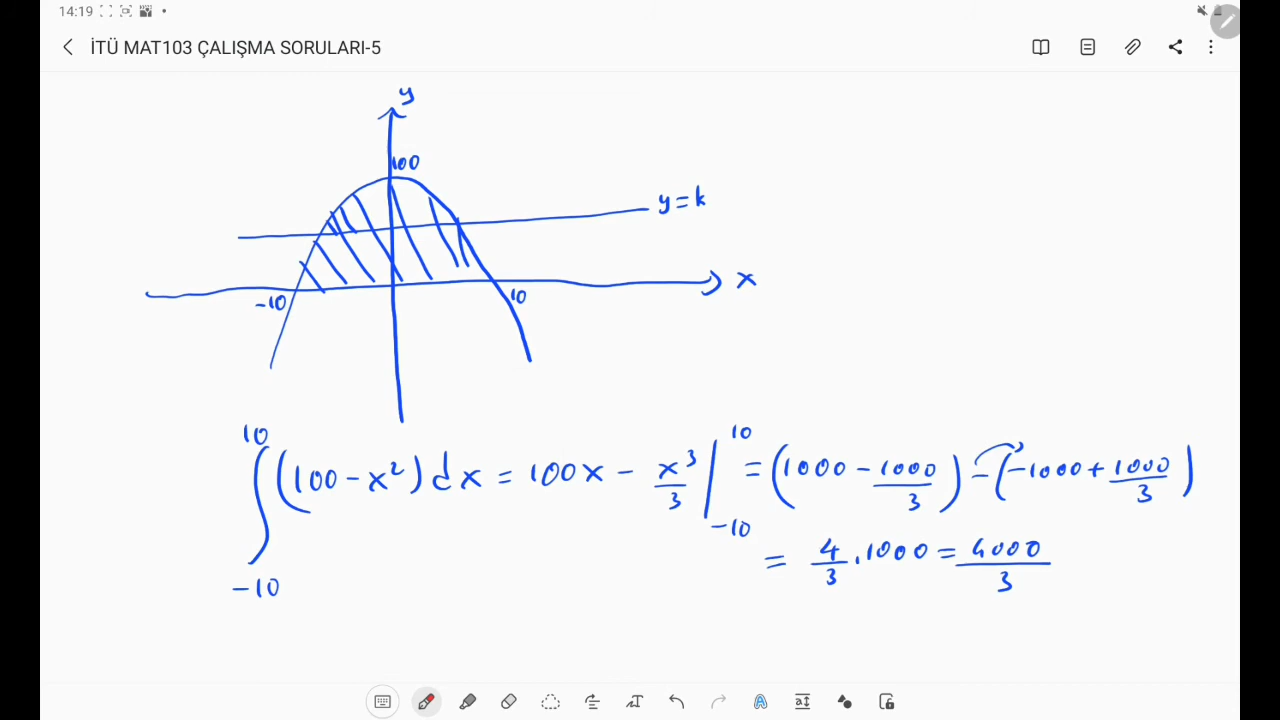 14:19
İTÜ MAT103 ÇALIŞMA SORULARI-5
y
100
y = k
x
-10
10
∫_{-10}^{10} (100 - x²) dx = 100x - x³/3 |_{-10}^{10} = (1000 - 1000/3) - (-1000 + 1000/3)
= 4/3 . 1000 = 4000/3